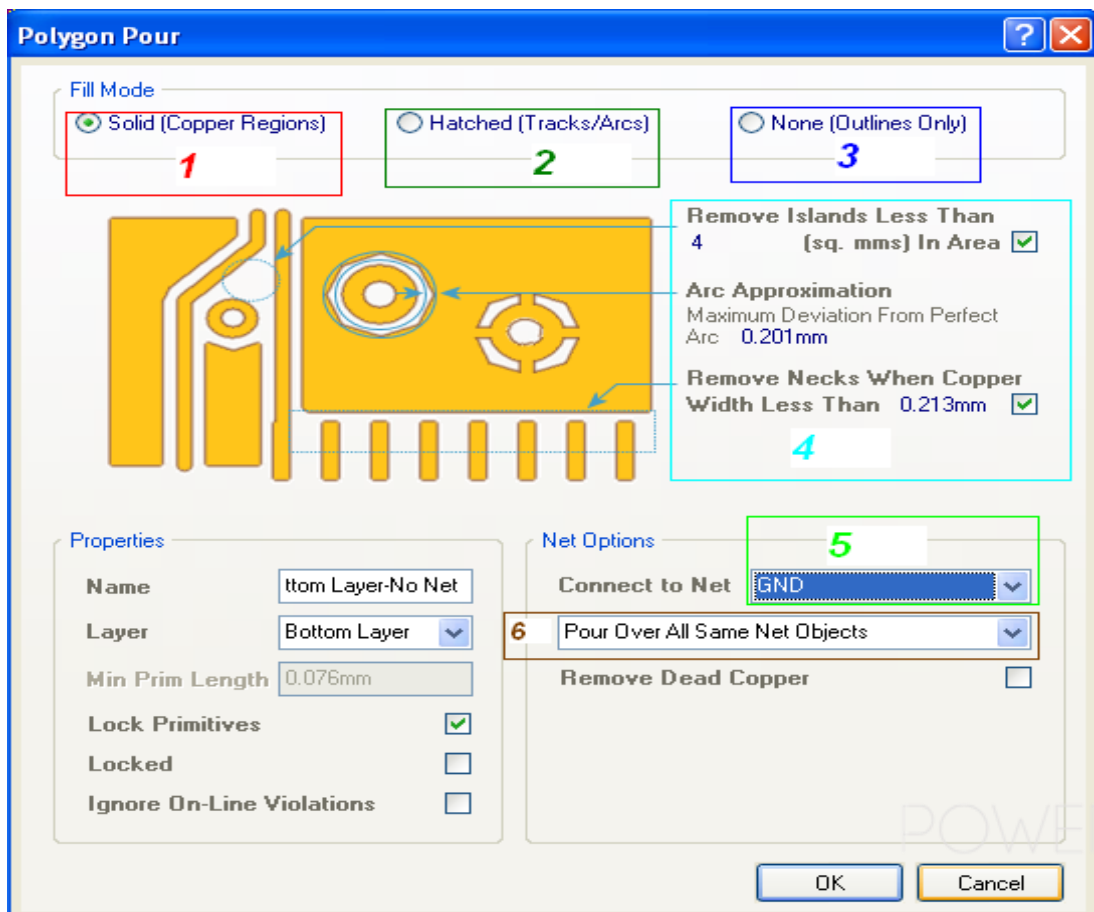 Polygon Pour
Fill Mode
Solid (Copper Regions)
Hatched (Tracks/Arcs)
None (Outlines Only)
1
2
3
Remove Islands Less Than
4 (sq. mms) In Area
Arc Approximation
Maximum Deviation From Perfect
Arc 0.201mm
Remove Necks When Copper
Width Less Than 0.213mm
4
Properties
Name ttom Layer-No Net
Layer Bottom Layer
Min Prim Length 0.076mm
Lock Primitives
Locked
Ignore On-Line Violations
Net Options
5
Connect to Net GND
6 Pour Over All Same Net Objects
Remove Dead Copper
POWE
OK
Cancel